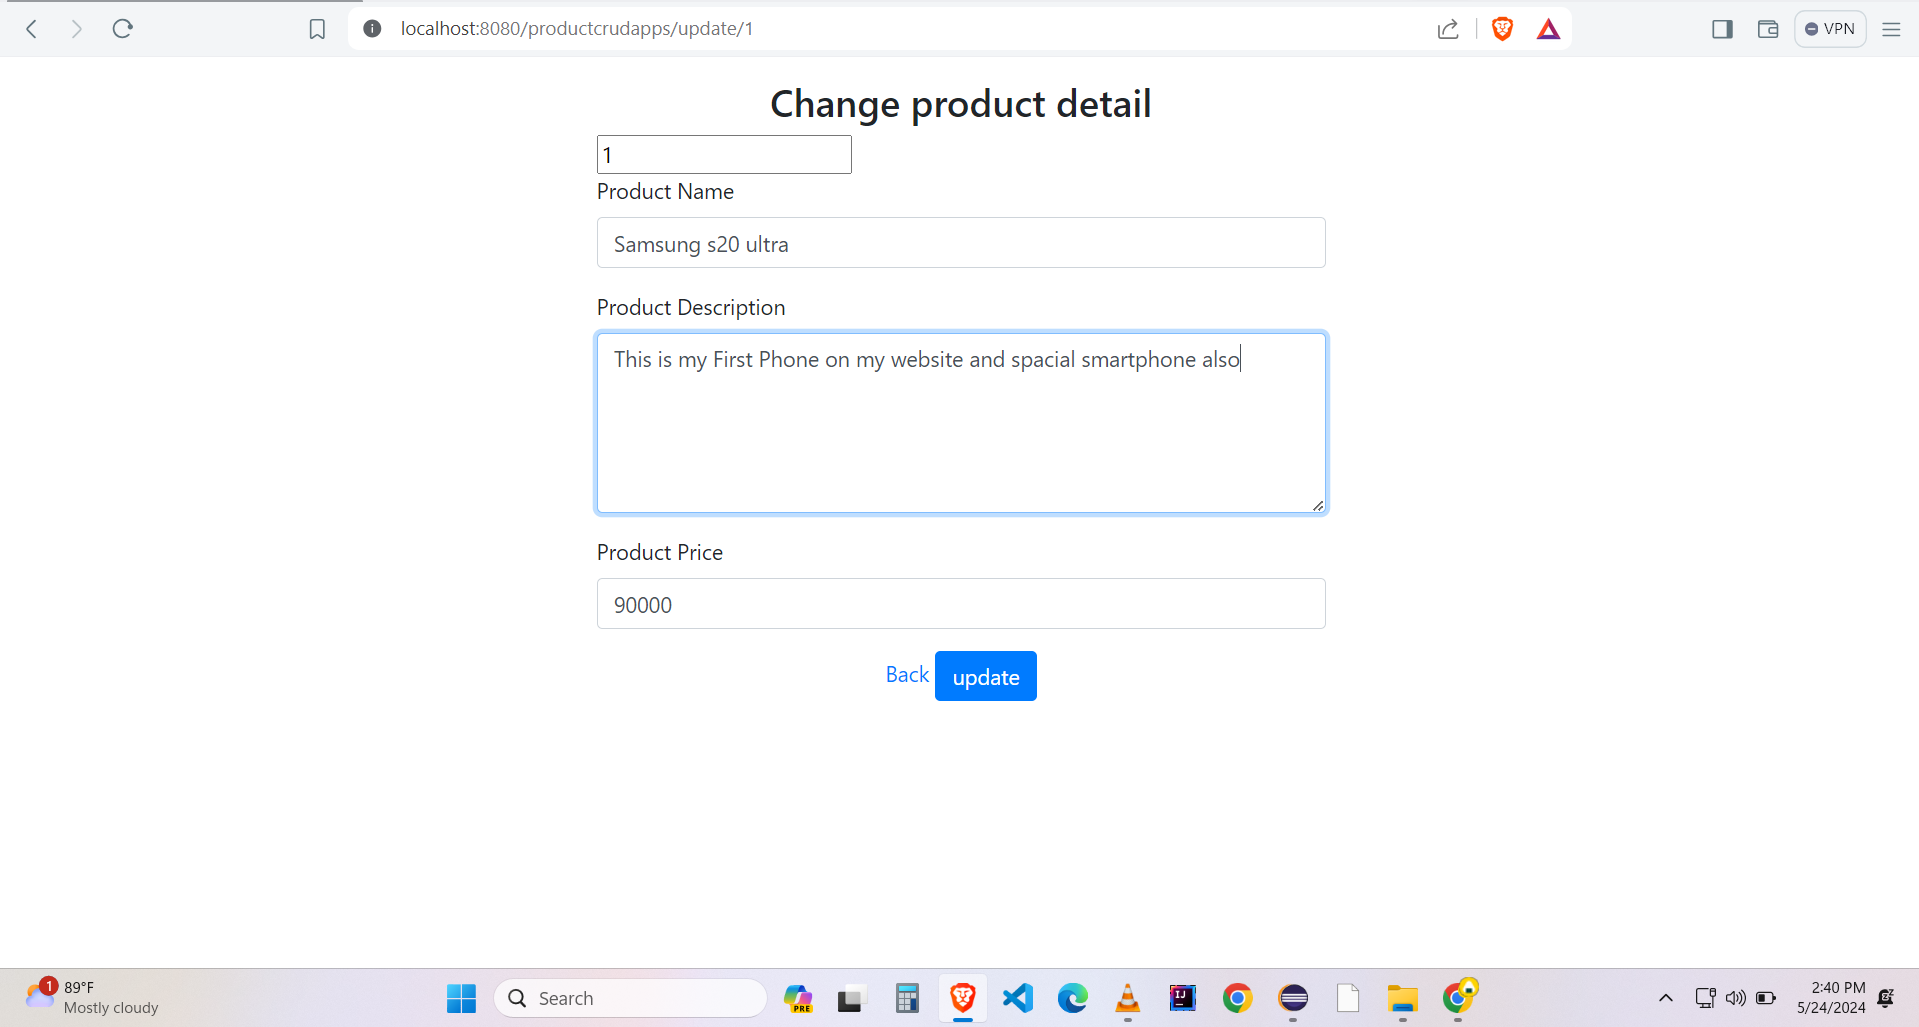 localhost:8080/productcrudapps/update/1
VPN
Change product detail
1
Product Name
Samsung s20 ultra
Product Description
This is my First Phone on my website and spacial smartphone also
Product Price
90000
Back update
1
89°F
Mostly cloudy
Search
PRE
IJ
2:40 PM
5/24/2024